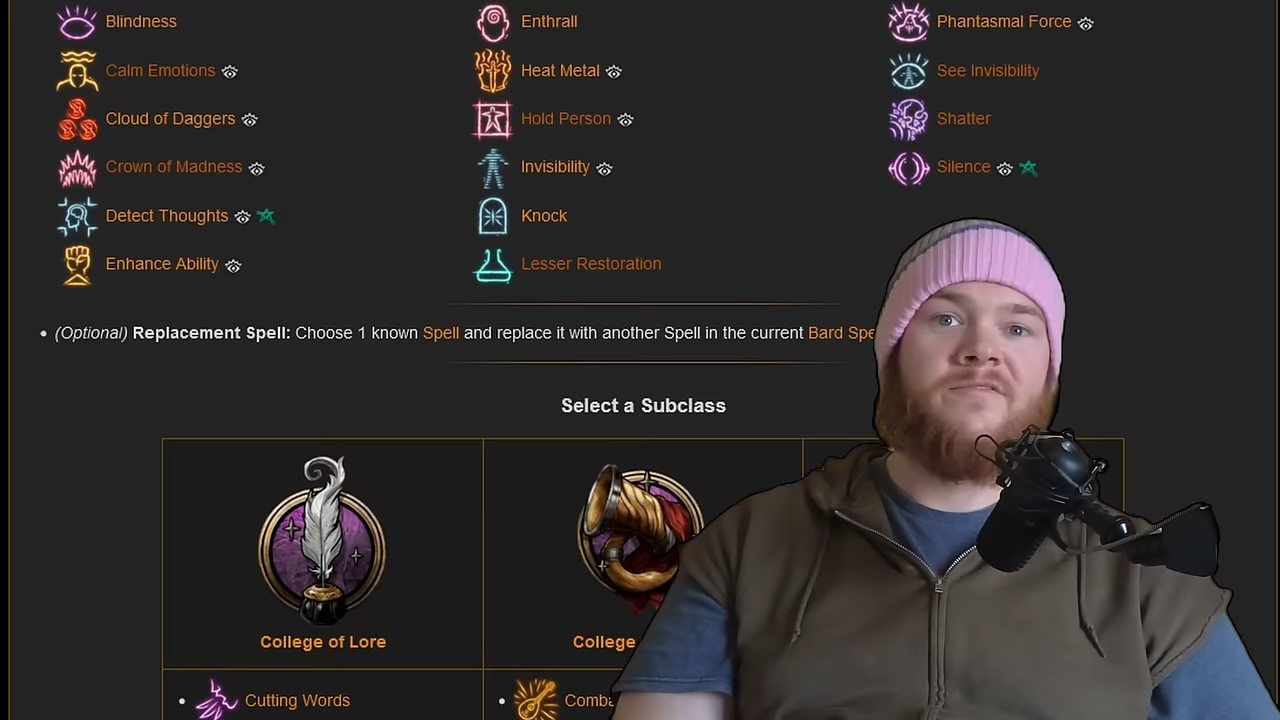 Blindness
Enthrall
Phantasmal Force
Calm Emotions
Heat Metal
See Invisibility
Cloud of Daggers
Hold Person
Shatter
Crown of Madness
Invisibility
Silence
Detect Thoughts
Knock
Enhance Ability
Lesser Restoration
• (Optional) Replacement Spell: Choose 1 known Spell and replace it with another Spell in the current Bard Spe
Select a Subclass
College of Lore
College
• Cutting Words
• Comba